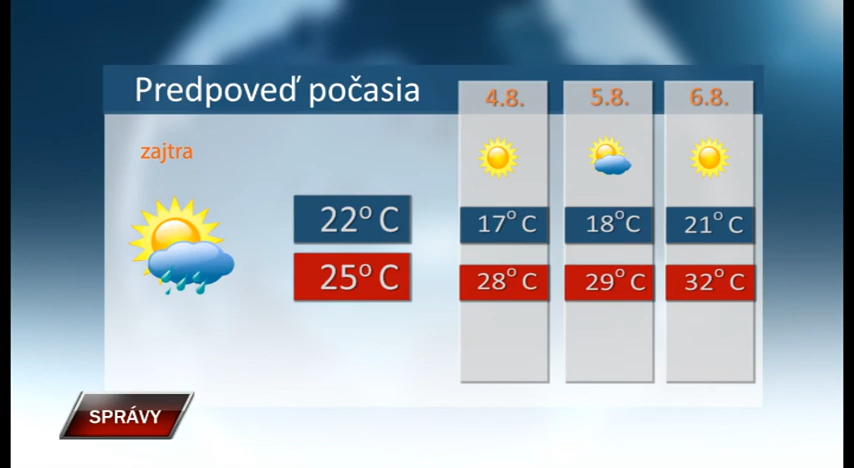 Predpoveď počasia
zajtra
22° C
25° C
4.8.
17° C
28° C
5.8.
18°C
29° C
6.8.
21° C
32° C
SPRÁVY